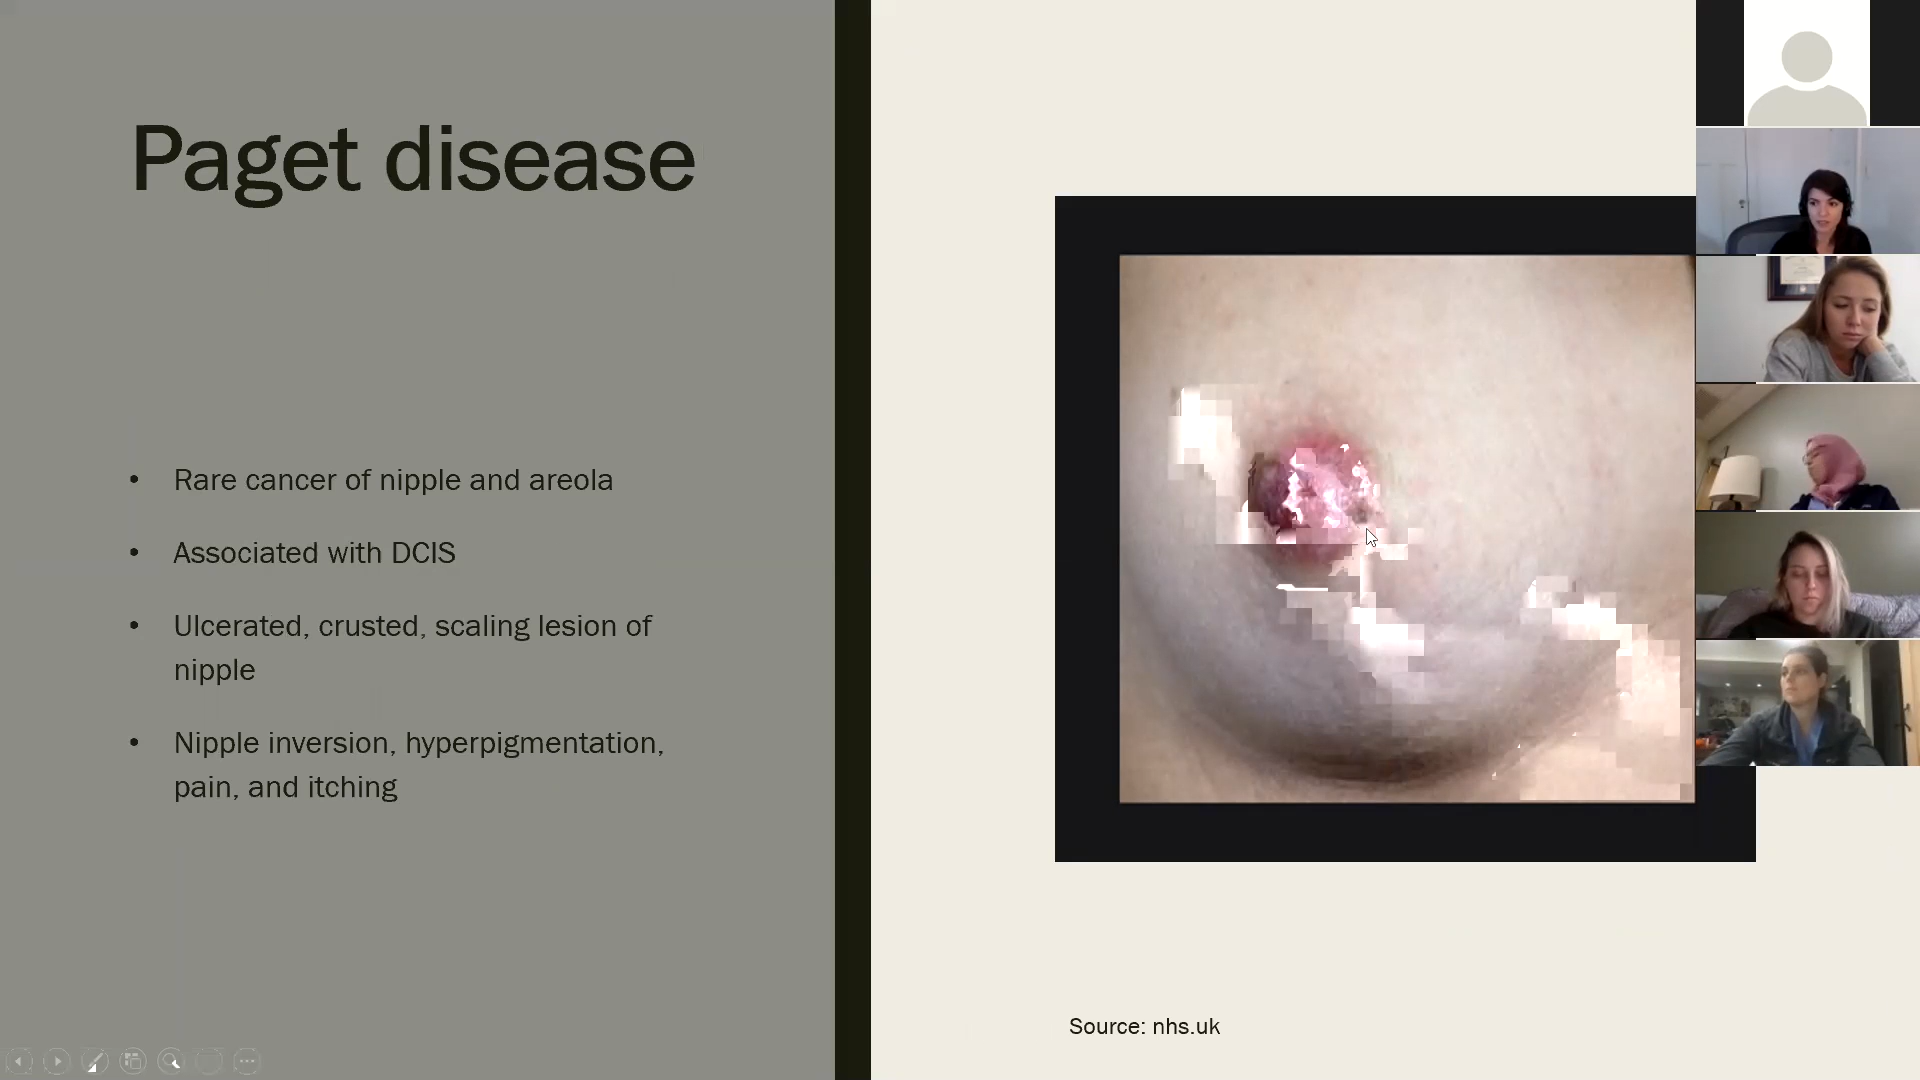 Paget disease
• Rare cancer of nipple and areola
• Associated with DCIS
• Ulcerated, crusted, scaling lesion of
nipple
• Nipple inversion, hyperpigmentation,
pain, and itching
Source: nhs.uk